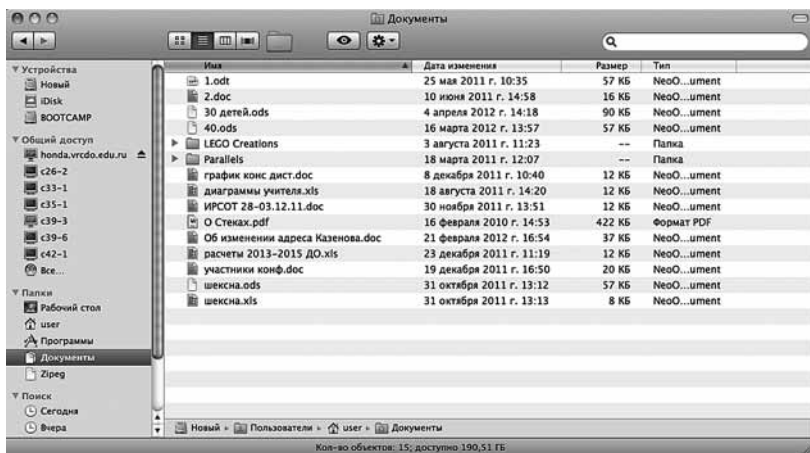 Документы
Устройства
Новый
iDisk
BOOTCAMP
Общий доступ
honda.vrcdo.edu.ru
c26-2
c33-1
c35-1
c39-3
c39-6
c42-1
Все...
Папки
Рабочий стол
user
Программы
Документы
Zipeg
Поиск
Сегодня
Вчера
Имя Дата изменения Размер Тип
1.odt 25 мая 2011 г. 10:35 57 КБ NeoO...ument
2.doc 10 июня 2011 г. 14:58 16 КБ NeoO...ument
30 детей.ods 4 апреля 2012 г. 14:18 90 КБ NeoO...ument
40.ods 16 марта 2012 г. 13:57 57 КБ NeoO...ument
LEGO Creations 3 августа 2011 г. 11:23 -- Папка
Parallels 18 марта 2011 г. 12:07 -- Папка
график конс дист.doc 8 декабря 2011 г. 10:40 12 КБ NeoO...ument
диаграммы учителя.xls 18 августа 2011 г. 14:20 12 КБ NeoO...ument
ИРСОТ 28-03.12.11.doc 30 ноября 2011 г. 13:51 12 КБ NeoO...ument
О Стеках.pdf 16 февраля 2010 г. 14:53 422 КБ Формат PDF
Об изменении адреса Казенова.doc 21 февраля 2012 г. 16:54 37 КБ NeoO...ument
расчеты 2013-2015 ДО.xls 23 декабря 2011 г. 11:19 12 КБ NeoO...ument
участники конф.doc 19 декабря 2011 г. 16:50 20 КБ NeoO...ument
шексна.ods 31 октября 2011 г. 13:12 57 КБ NeoO...ument
шексна.xls 31 октября 2011 г. 13:13 8 КБ NeoO...ument
Новый ▸ Пользователи ▸ user ▸ Документы
Кол-во объектов: 15; доступно 190,51 ГБ